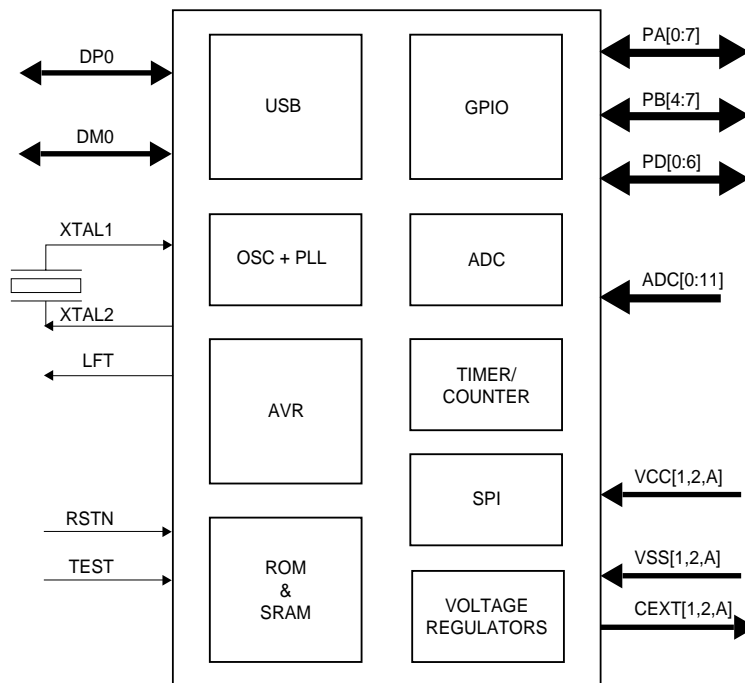 PA[0:7]
DP0
USB
GPIO
PB[4:7]
DM0
PD[0:6]
XTAL1
OSC + PLL
ADC
ADC[0:11]
XTAL2
LFT
AVR
TIMER/
COUNTER
VCC[1,2,A]
SPI
RSTN
TEST
ROM
&
SRAM
VSS[1,2,A]
VOLTAGE
REGULATORS
CEXT[1,2,A]